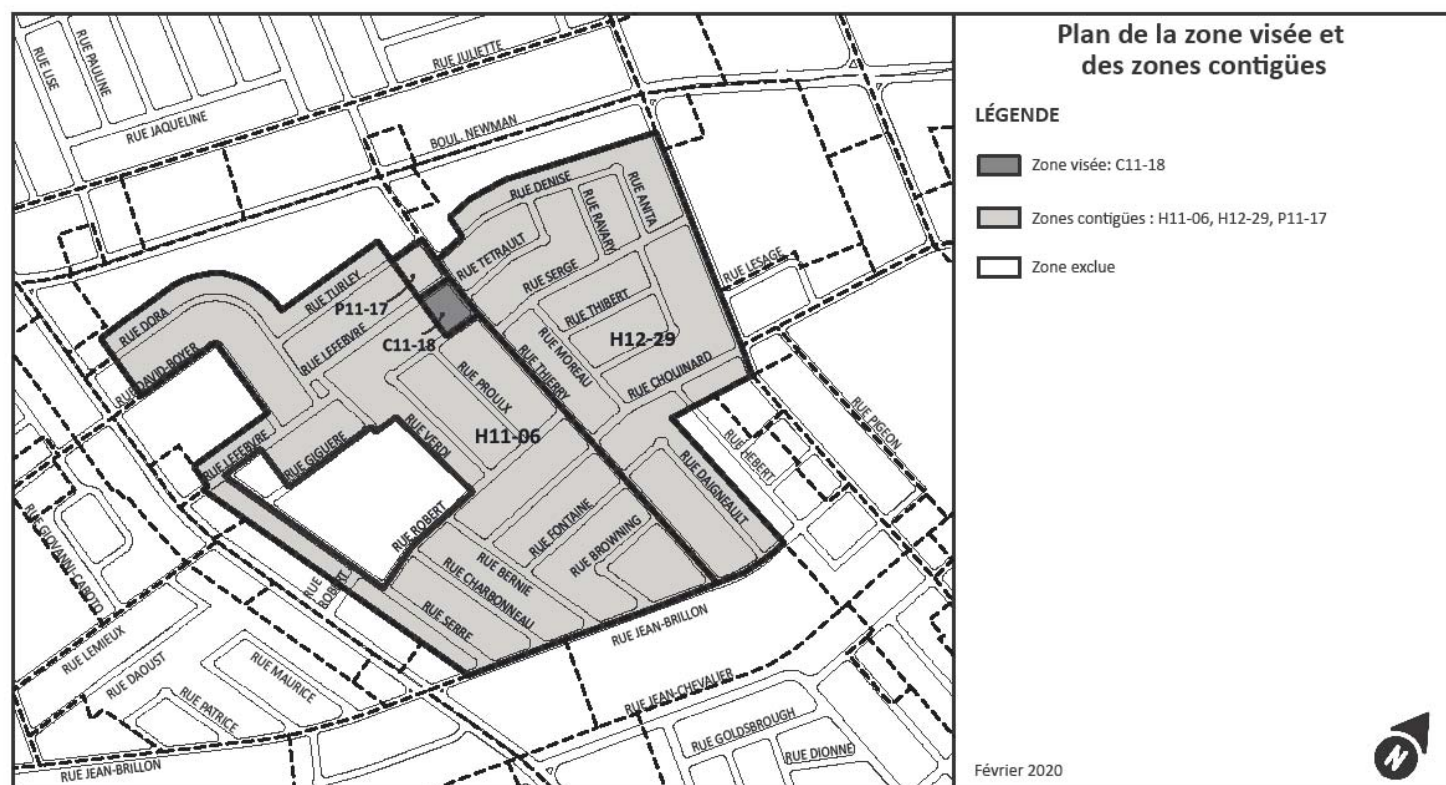 Plan de la zone visée et
des zones contigües
LÉGENDE
Zone visée: C11-18
Zones contigües : H11-06, H12-29, P11-17
Zone exclue
Février 2020
N
RUE LISE
RUE PAULINE
RUE JULIETTE
RUE JAQUELINE
BOUL. NEWMAN
RUE DENISE
RUE ANITA
RUE RAVARY
RUE TETRAULT
RUE SERGE
RUE LESAGE
RUE TURLEY
P11-17
RUE DORA
RUE LEFEBVRE
C11-18
RUE THIBERT
H12-29
RUE MOREAU
RUE THIERRY
RUE DAVID-BOYER
RUE PROULX
RUE CHOUINARD
RUE PIGEON
H11-06
RUE VERDI
RUE LEFEBVRE
RUE GIGUERE
RUE HEBERT
RUE DAIGNEAULT
RUE ROBERT
RUE FONTAINE
RUE BROWNING
RUE GIOVANNI-CABOTO
RUE BERNIE
RUE CHARBONNEAU
RUE
ROBERT
RUE SERRE
RUE JEAN-BRILLON
RUE LEMIEUX
RUE DAOUST
RUE MAURICE
RUE PATRICE
RUE JEAN-CHEVALIER
RUE GOLDSBROUGH
RUE DIONNE
RUE JEAN-BRILLON